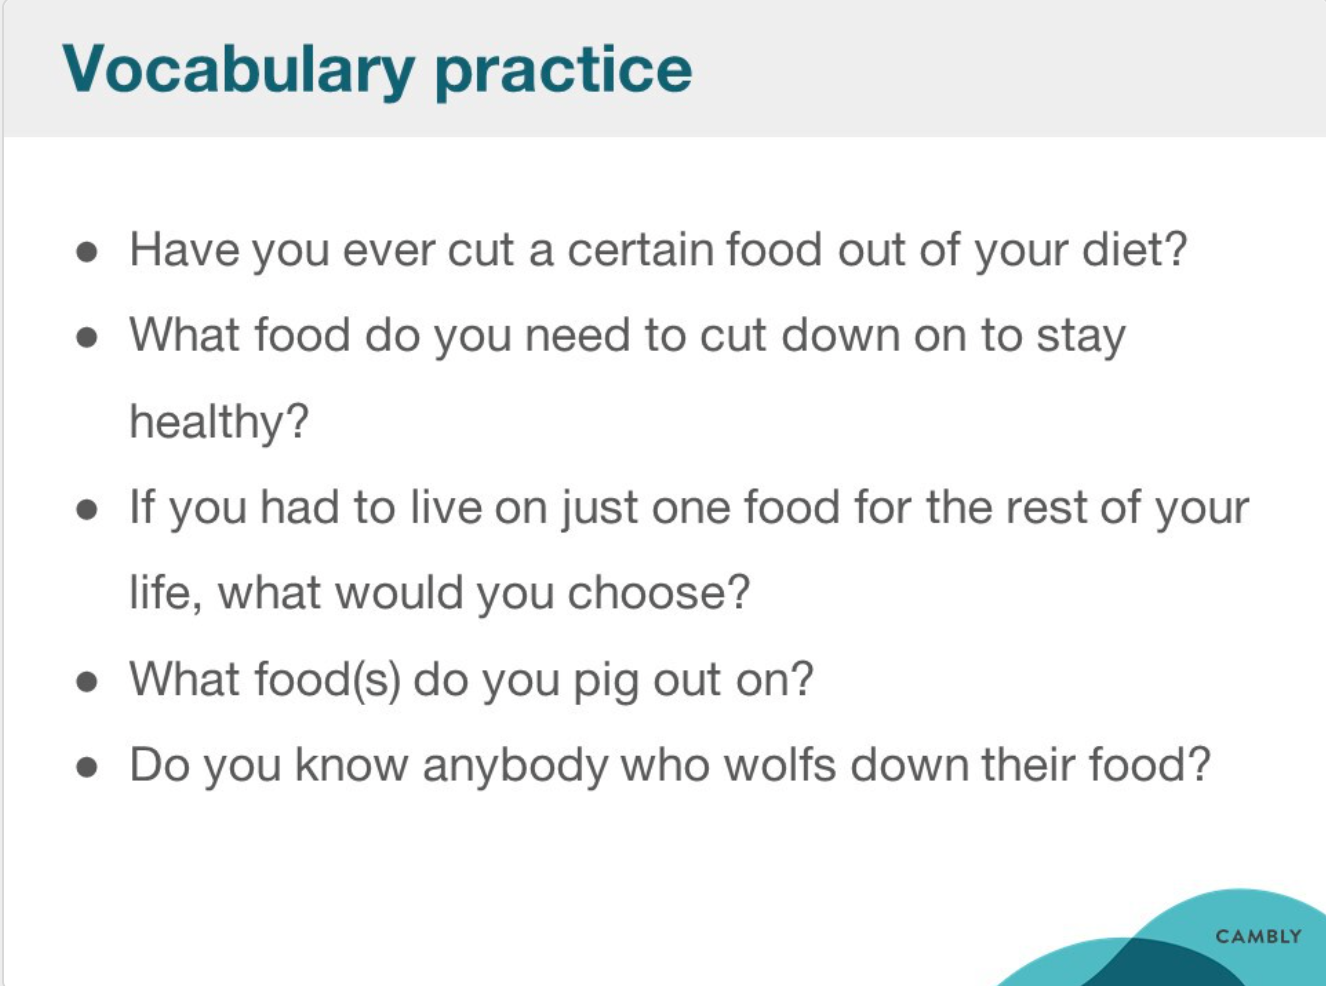 Vocabulary practice
● Have you ever cut a certain food out of your diet?
● What food do you need to cut down on to stay
healthy?
● If you had to live on just one food for the rest of your
life, what would you choose?
● What food(s) do you pig out on?
● Do you know anybody who wolfs down their food?
CAMBLY